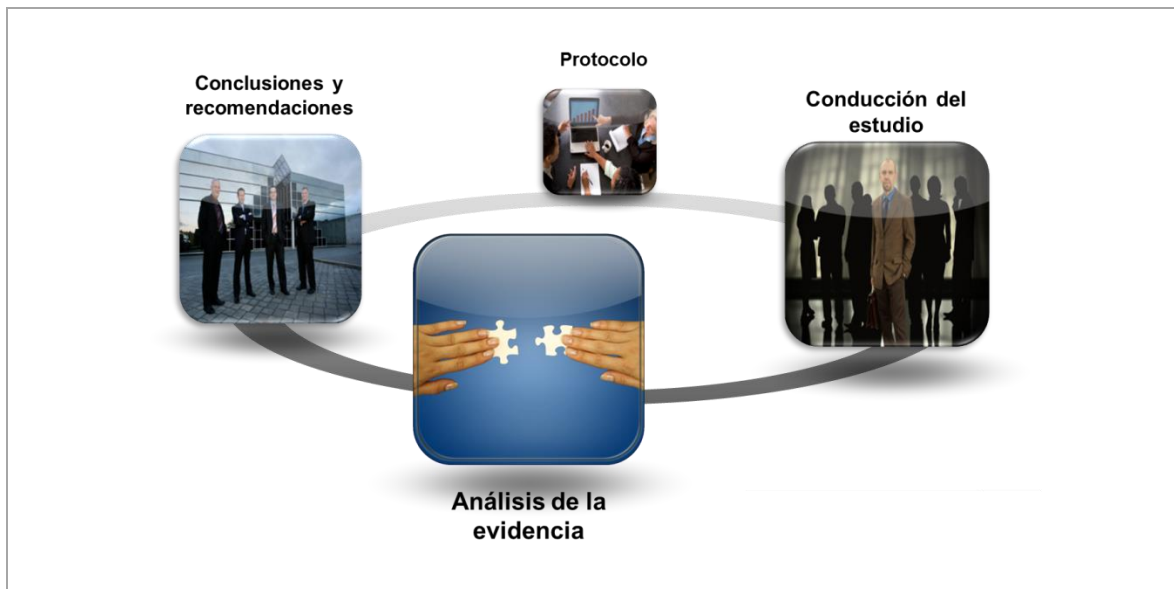 Protocolo
Conclusiones y
recomendaciones
Conducción del
estudio
Análisis de la
evidencia